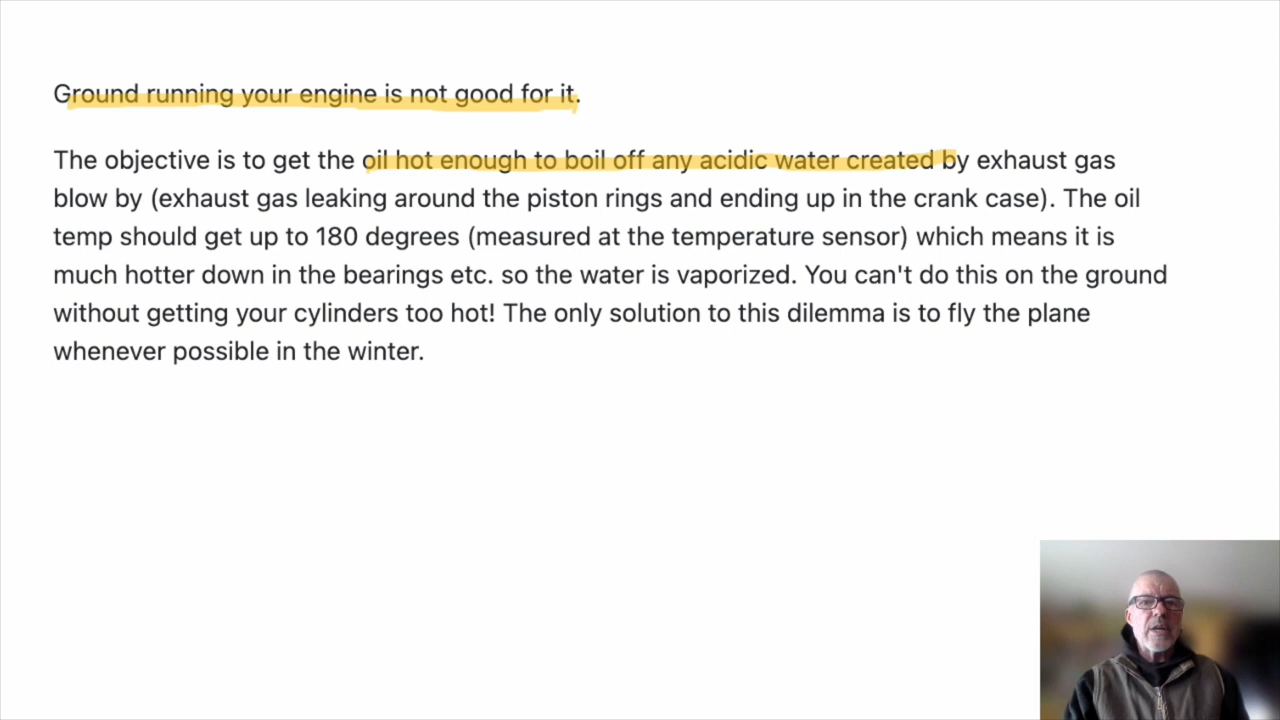 Ground running your engine is not good for it.
The objective is to get the oil hot enough to boil off any acidic water created by exhaust gas
blow by (exhaust gas leaking around the piston rings and ending up in the crank case). The oil
temp should get up to 180 degrees (measured at the temperature sensor) which means it is
much hotter down in the bearings etc. so the water is vaporized. You can't do this on the ground
without getting your cylinders too hot! The only solution to this dilemma is to fly the plane
whenever possible in the winter.